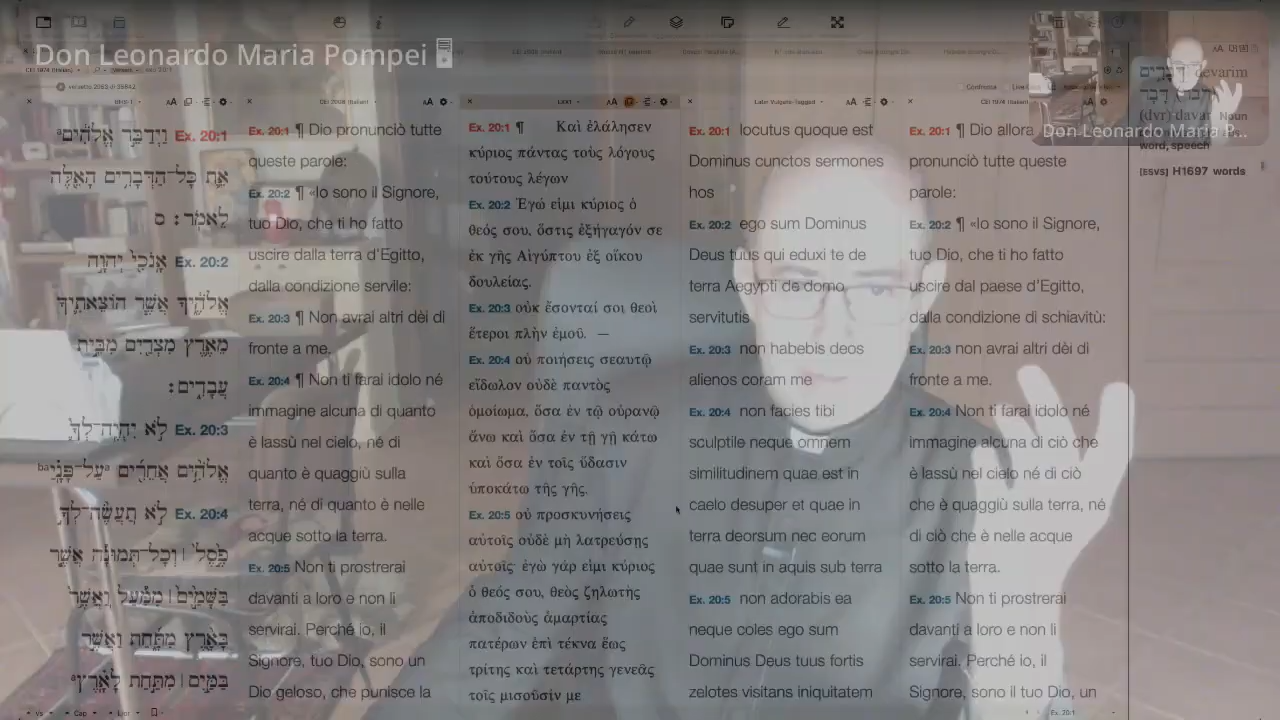 Don Leonardo Maria Pompei
Don Leonardo Maria P...
(dvr) davar Noun
word, speech
[ESVS] H1697 words
Ex. 20:1 וַיְדַבֵּר אֱלֹהִים
אֵת כָּל־הַדְּבָרִים הָאֵלֶּה
לֵאמֹר׃ ס
Ex. 20:2 אָנֹכִי יְהוָה
אֱלֹהֶיךָ אֲשֶׁר הוֹצֵאתִיךָ
מֵאֶרֶץ מִצְרַיִם מִבֵּית
עֲבָדִים׃
Ex. 20:3 לֹא יִהְיֶה־לְךָ
אֱלֹהִים אֲחֵרִים עַל־פָּנָי
Ex. 20:4 לֹא תַעֲשֶׂה־לְךָ
פֶסֶל וְכָל־תְּמוּנָה אֲשֶׁר
בַּשָּׁמַיִם מִמַּעַל וַאֲשֶׁר
בָּאָרֶץ מִתָּחַת וַאֲשֶׁר
בַּמַּיִם מִתַּחַת לָאָרֶץ
Ex. 20:1 ¶ Dio pronunciò tutte
queste parole:
Ex. 20:2 ¶ «Io sono il Signore,
tuo Dio, che ti ho fatto
uscire dalla terra d'Egitto,
dalla condizione servile:
Ex. 20:3 ¶ Non avrai altri dèi di
fronte a me.
Ex. 20:4 ¶ Non ti farai idolo né
immagine alcuna di quanto
è lassù nel cielo, né di
quanto è quaggiù sulla
terra, né di quanto è nelle
acque sotto la terra.
Ex. 20:5 Non ti prostrerai
davanti a loro e non li
servirai. Perché io, il
Signore, tuo Dio, sono un
Dio geloso, che punisce la
Ex. 20:1 ¶ Καὶ ἐλάλησεν
κύριος πάντας τοὺς λόγους
τούτους λέγων
Ex. 20:2 Ἐγώ εἰμι κύριος ὁ
θεός σου, ὅστις ἐξήγαγόν σε
ἐκ γῆς Αἰγύπτου ἐξ οἴκου
δουλείας.
Ex. 20:3 οὐκ ἔσονταί σοι θεοὶ
ἕτεροι πλὴν ἐμοῦ. —
Ex. 20:4 οὐ ποιήσεις σεαυτῷ
εἴδωλον οὐδὲ παντὸς
ὁμοίωμα, ὅσα ἐν τῷ οὐρανῷ
ἄνω καὶ ὅσα ἐν τῇ γῇ κάτω
καὶ ὅσα ἐν τοῖς ὕδασιν
ὑποκάτω τῆς γῆς.
Ex. 20:5 οὐ προσκυνήσεις
αὐτοῖς οὐδὲ μὴ λατρεύσῃς
αὐτοῖς· ἐγὼ γάρ εἰμι κύριος
ὁ θεός σου, θεὸς ζηλωτὴς
ἀποδιδοὺς ἁμαρτίας
πατέρων ἐπὶ τέκνα ἕως
τρίτης καὶ τετάρτης γενεᾶς
τοῖς μισοῦσίν με
Ex. 20:1 locutus quoque est
Dominus cunctos sermones
hos
Ex. 20:2 ego sum Dominus
Deus tuus qui eduxi te de
terra Aegypti de domo
servitutis
Ex. 20:3 non habebis deos
alienos coram me
Ex. 20:4 non facies tibi
sculptile neque omnem
similitudinem quae est in
caelo desuper et quae in
terra deorsum nec eorum
quae sunt in aquis sub terra
Ex. 20:5 non adorabis ea
neque coles ego sum
Dominus Deus tuus fortis
zelotes visitans iniquitatem
Ex. 20:1 ¶ Dio allora
pronunciò tutte queste
parole:
Ex. 20:2 ¶ «Io sono il Signore,
tuo Dio, che ti ho fatto
uscire dal paese d'Egitto,
dalla condizione di schiavitù:
Ex. 20:3 non avrai altri dèi di
fronte a me.
Ex. 20:4 Non ti farai idolo né
immagine alcuna di ciò che
è lassù nel cielo né di ciò
che è quaggiù sulla terra, né
di ciò che è nelle acque
sotto la terra.
Ex. 20:5 Non ti prostrerai
davanti a loro e non li
servirai. Perché io, il
Signore, sono il tuo Dio, un